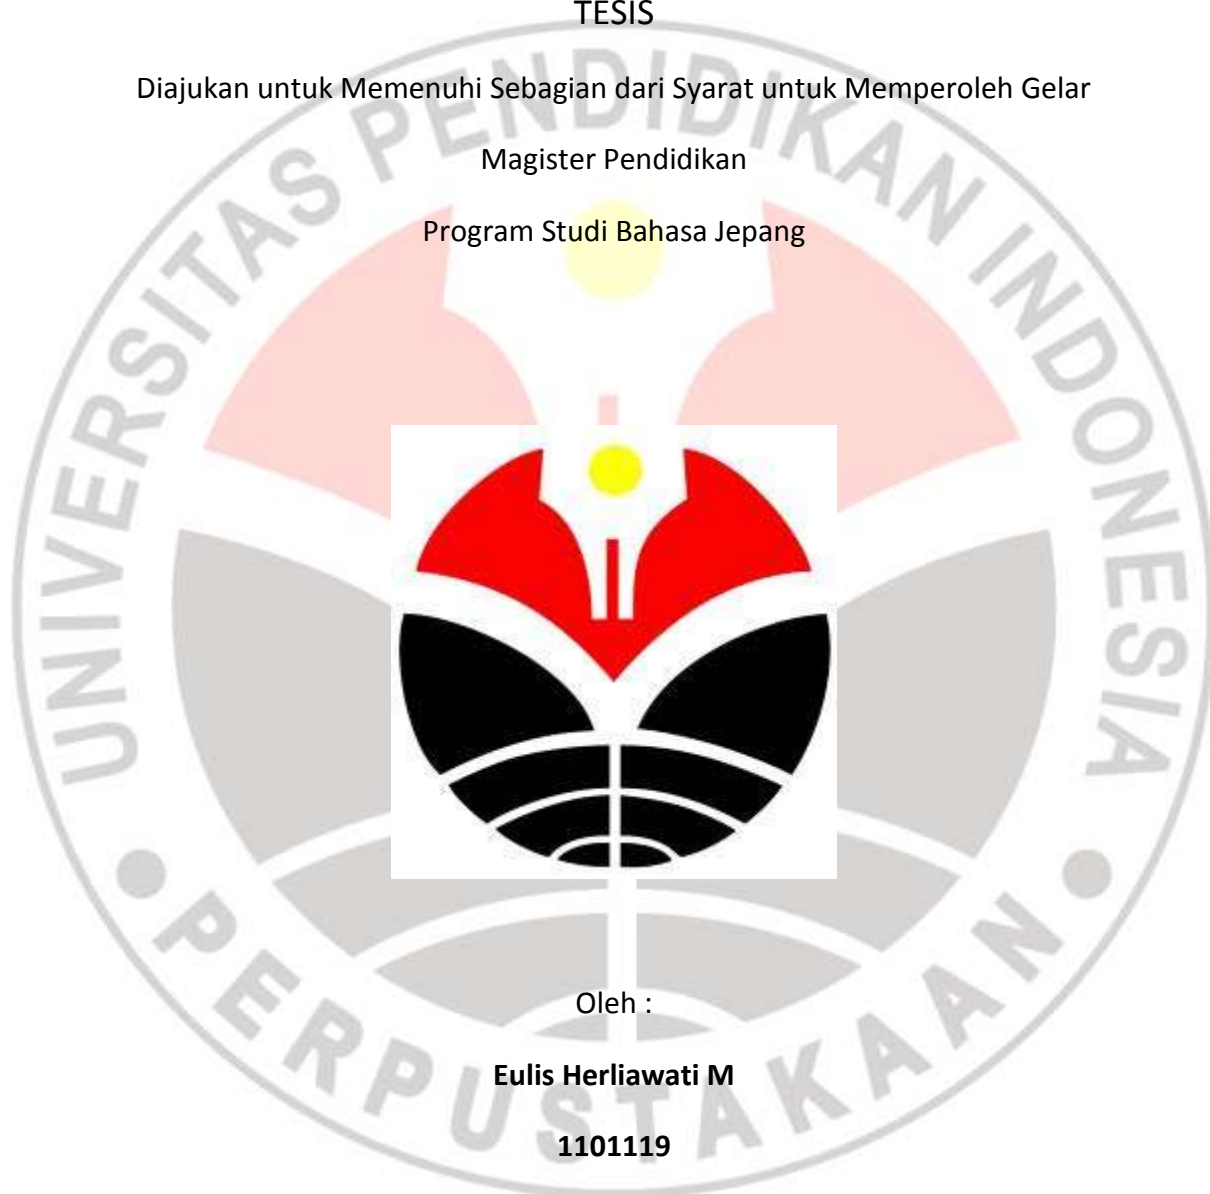 TESIS
Diajukan untuk Memenuhi Sebagian dari Syarat untuk Memperoleh Gelar
Magister Pendidikan
Program Studi Bahasa Jepang
UNIVERSITAS PENDIDIKAN INDONESIA
PERPUSTAKAAN
Oleh :
Eulis Herliawati M
1101119